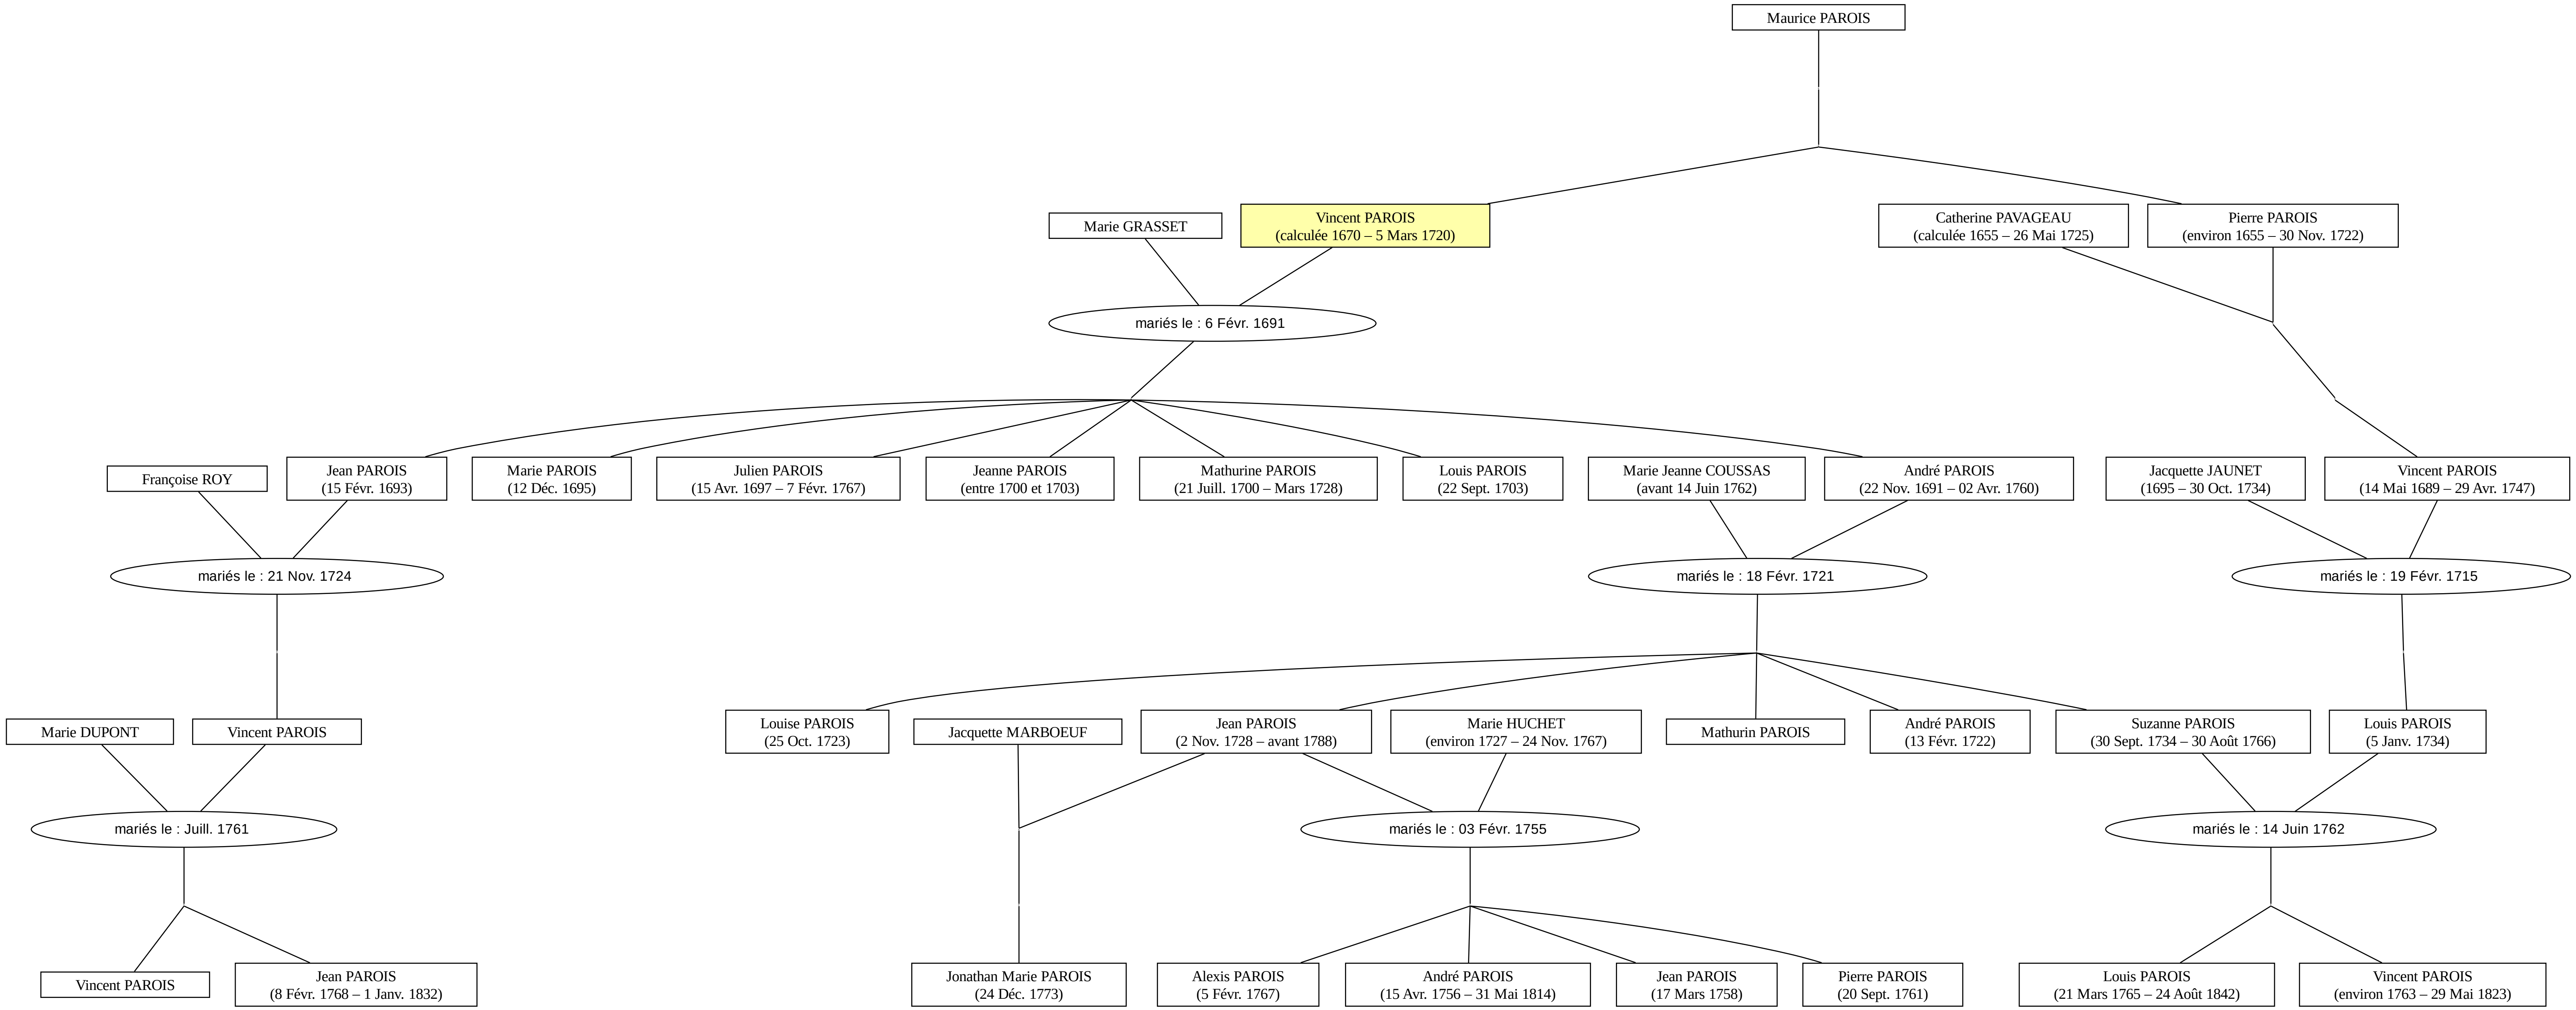 Maurice PAROIS
Marie GRASSET
Vincent PAROIS
(calculée 1670 – 5 Mars 1720)
Catherine PAVAGEAU
(calculée 1655 – 26 Mai 1725)
Pierre PAROIS
(environ 1655 – 30 Nov. 1722)
mariés le : 6 Févr. 1691
Françoise ROY
Jean PAROIS
(15 Févr. 1693)
Marie PAROIS
(12 Déc. 1695)
Julien PAROIS
(15 Avr. 1697 – 7 Févr. 1767)
Jeanne PAROIS
(entre 1700 et 1703)
Mathurine PAROIS
(21 Juill. 1700 – Mars 1728)
Louis PAROIS
(22 Sept. 1703)
Marie Jeanne COUSSAS
(avant 14 Juin 1762)
André PAROIS
(22 Nov. 1691 – 02 Avr. 1760)
Jacquette JAUNET
(1695 – 30 Oct. 1734)
Vincent PAROIS
(14 Mai 1689 – 29 Avr. 1747)
mariés le : 21 Nov. 1724
mariés le : 18 Févr. 1721
mariés le : 19 Févr. 1715
Marie DUPONT
Vincent PAROIS
Louise PAROIS
(25 Oct. 1723)
Jacquette MARBOEUF
Jean PAROIS
(2 Nov. 1728 – avant 1788)
Marie HUCHET
(environ 1727 – 24 Nov. 1767)
Mathurin PAROIS
André PAROIS
(13 Févr. 1722)
Suzanne PAROIS
(30 Sept. 1734 – 30 Août 1766)
Louis PAROIS
(5 Janv. 1734)
mariés le : Juill. 1761
mariés le : 03 Févr. 1755
mariés le : 14 Juin 1762
Vincent PAROIS
Jean PAROIS
(8 Févr. 1768 – 1 Janv. 1832)
Jonathan Marie PAROIS
(24 Déc. 1773)
Alexis PAROIS
(5 Févr. 1767)
André PAROIS
(15 Avr. 1756 – 31 Mai 1814)
Jean PAROIS
(17 Mars 1758)
Pierre PAROIS
(20 Sept. 1761)
Louis PAROIS
(21 Mars 1765 – 24 Août 1842)
Vincent PAROIS
(environ 1763 – 29 Mai 1823)